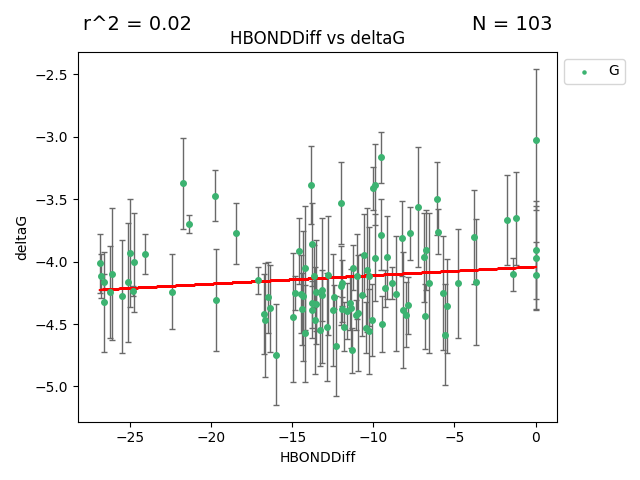 r^2 = 0.02
N = 103
HBONDDiff vs deltaG
G
−2.5
−3.0
−3.5
−4.0
−4.5
−5.0
deltaG
−25 −20 −15 −10 −5 0
HBONDDiff